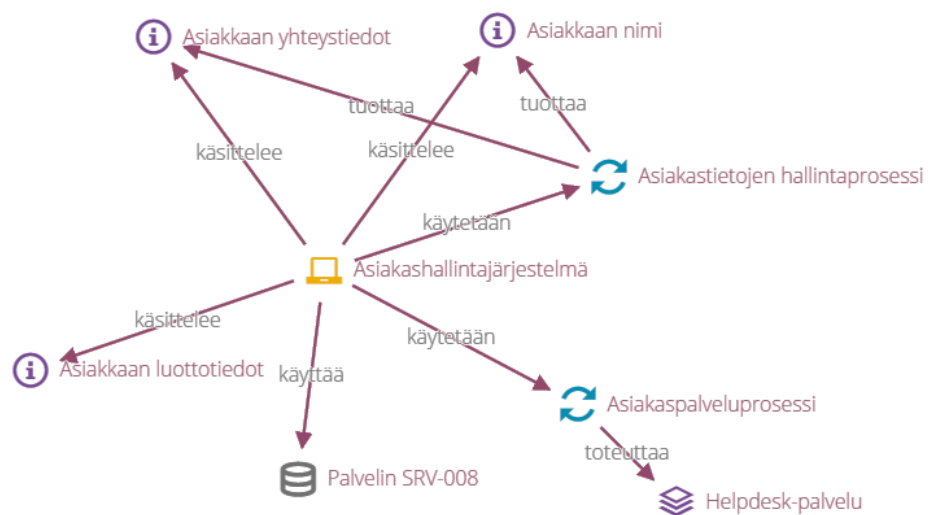 Asiakkaan yhteystiedot
Asiakkaan nimi
tuottaa
tuottaa
käsittelee
käsittelee
Asiakastietojen hallintaprosessi
käytetään
Asiakashallintajärjestelmä
käsittelee
käytetään
Asiakkaan luottotiedot
käyttää
Asiakaspalveluprosessi
toteuttaa
Palvelin SRV-008
Helpdesk-palvelu